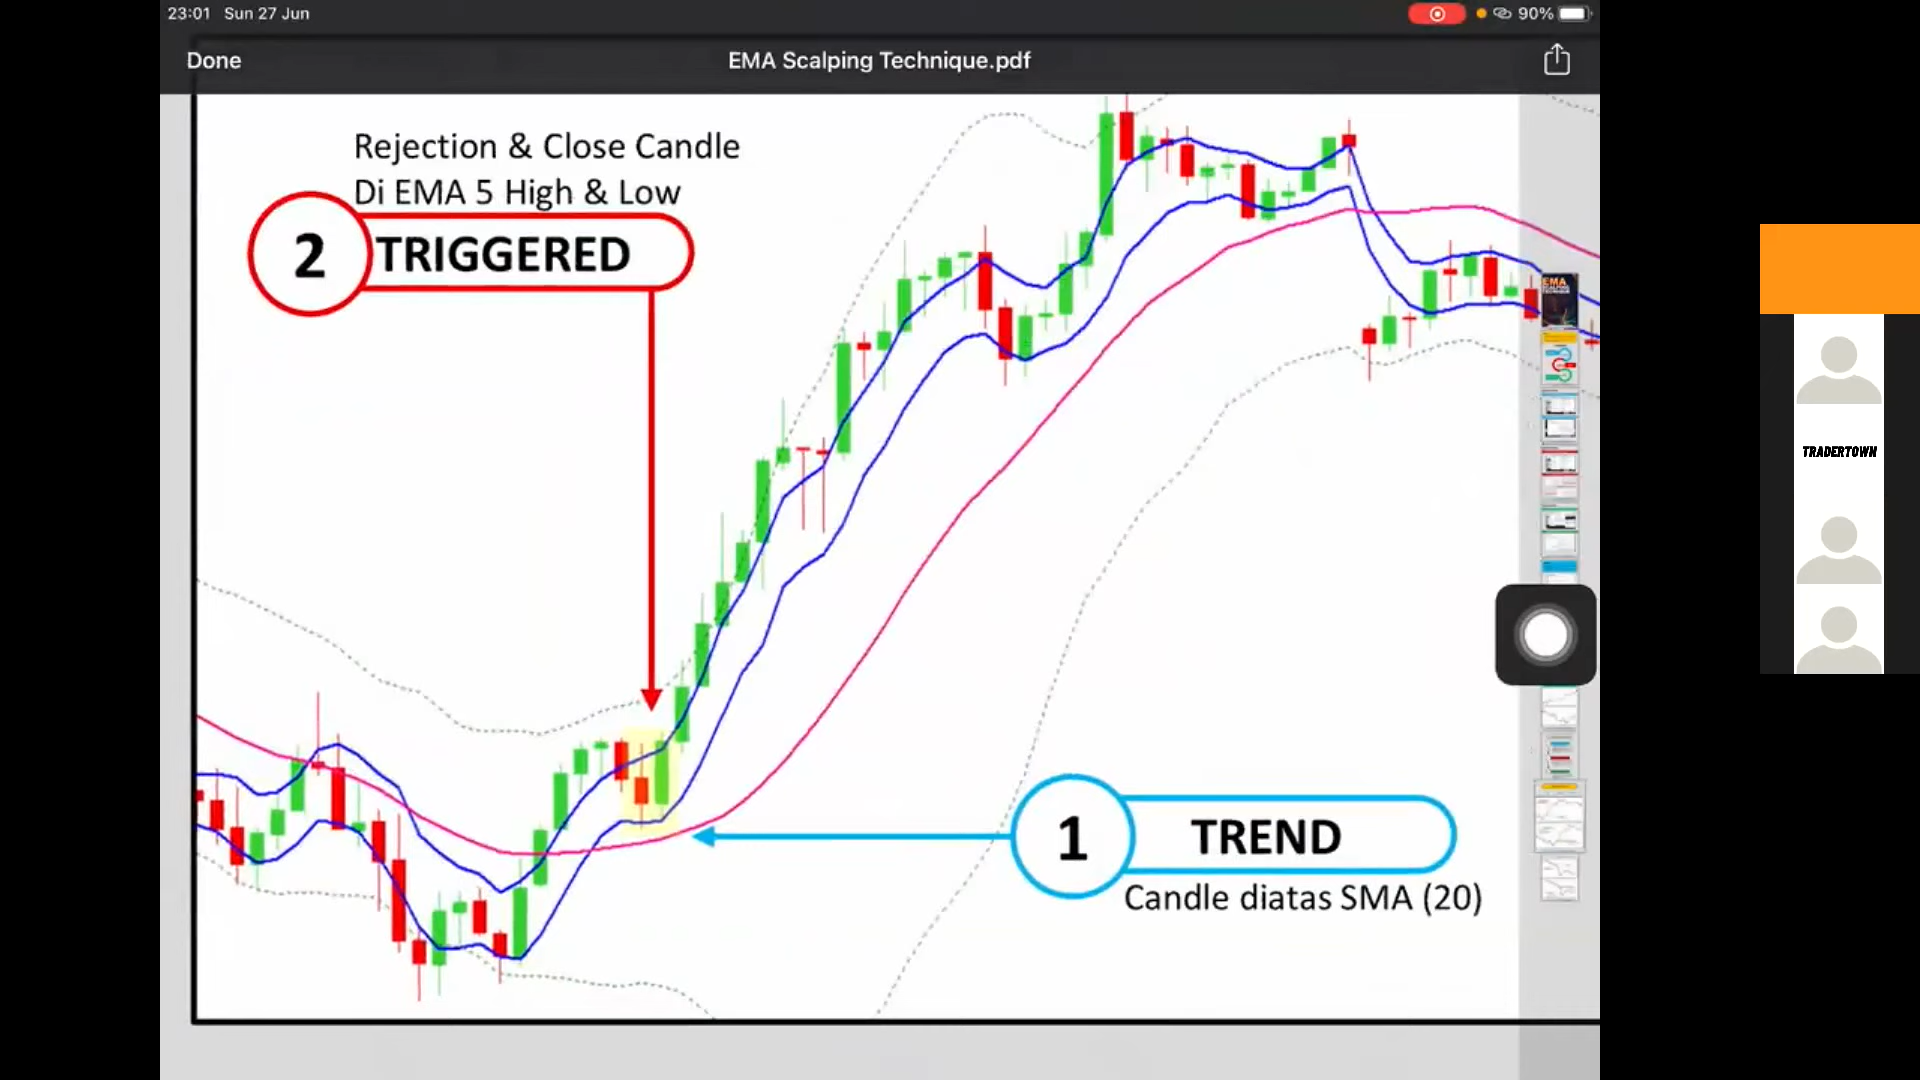 23:01 Sun 27 Jun
90%
Done
EMA Scalping Technique.pdf
Rejection & Close Candle
Di EMA 5 High & Low
2 TRIGGERED
1 TREND
Candle diatas SMA (20)
EMA
TRADERTOWN